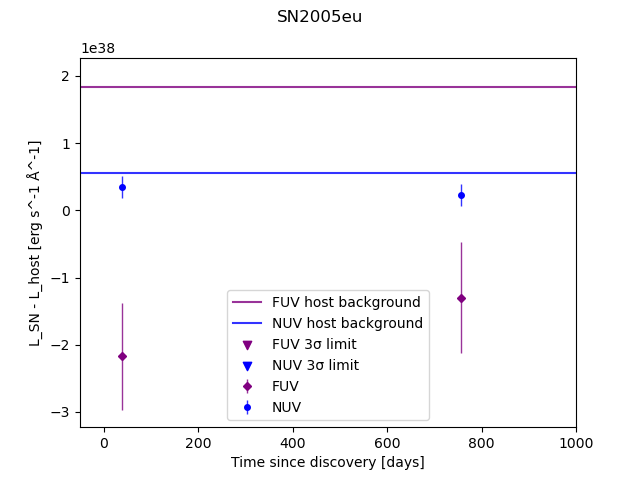 SN2005eu
1e38
2
1
0
−1
−2
−3
L_SN - L_host [erg s^-1 Å^-1]
FUV host background
NUV host background
FUV 3σ limit
NUV 3σ limit
FUV
NUV
0 200 400 600 800 1000
Time since discovery [days]